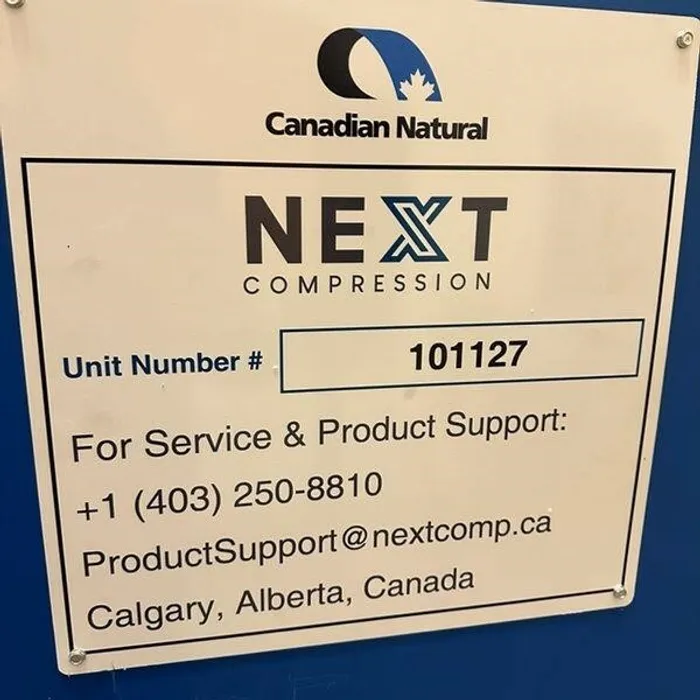 Canadian Natural
NEXT
COMPRESSION
Unit Number # 101127
For Service & Product Support:
+1 (403) 250-8810
ProductSupport@nextcomp.ca
Calgary, Alberta, Canada